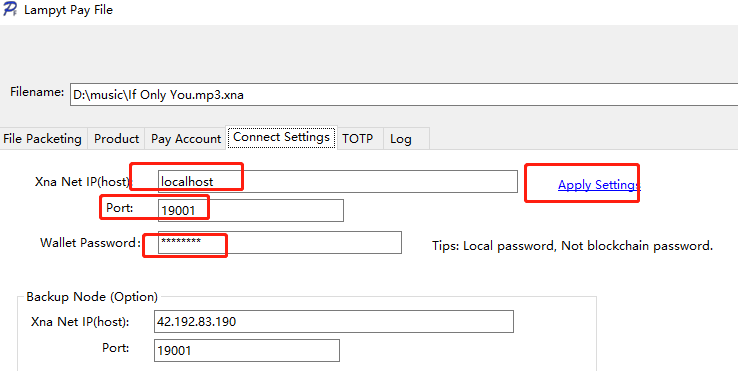 Lampyt Pay File
Filename: D:\music\If Only You.mp3.xna
File Packeting Product Pay Account Connect Settings TOTP Log
Xna Net IP(host): localhost Apply Settings
Port: 19001
Wallet Password: ******** Tips: Local password, Not blockchain password.
Backup Node (Option)
Xna Net IP(host): 42.192.83.190
Port: 19001